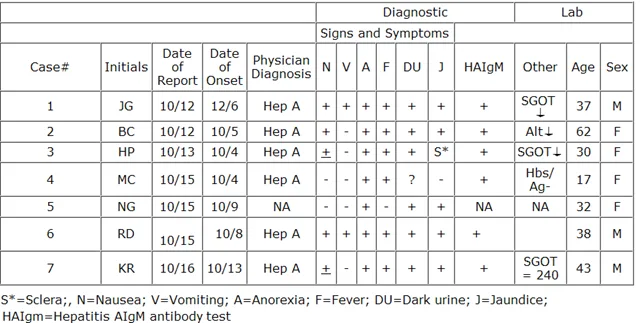 Diagnostic Lab
Signs and Symptoms
Case# Initials Date of Report Date of Onset Physician Diagnosis N V A F DU J HAIgM Other Age Sex
1 JG 10/12 12/6 Hep A + + + + + + + SGOT ↓ 37 M
2 BC 10/12 10/5 Hep A + - + + + + + Alt↓ 62 F
3 HP 10/13 10/4 Hep A ± - + + + S* + SGOT↓ 30 F
4 MC 10/15 10/4 Hep A - - + + ? - + Hbs/ Ag- 17 F
5 NG 10/15 10/9 NA - - + - + + NA NA 32 F
6 RD 10/15 10/8 Hep A + + + + + + + 38 M
7 KR 10/16 10/13 Hep A ± - + + + + + SGOT = 240 43 M
S*=Sclera;, N=Nausea; V=Vomiting; A=Anorexia; F=Fever; DU=Dark urine; J=Jaundice;
HAIgm=Hepatitis AIgM antibody test